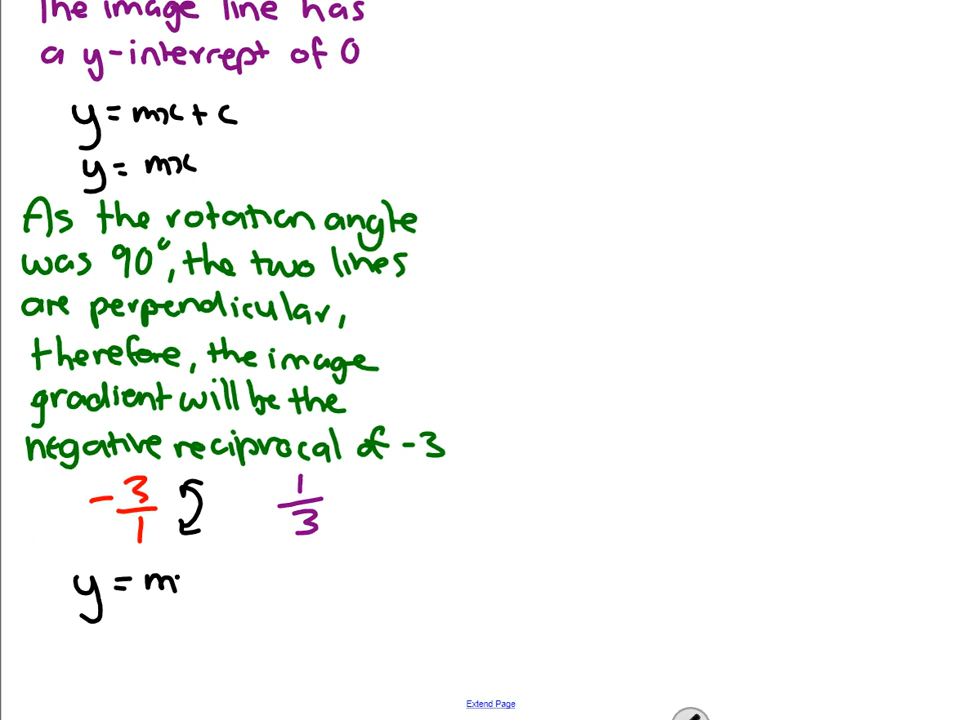 The image line has
a y-intercept of 0
y = mx + c
y = mx
As the rotation angle
was 90°, the two lines
are perpendicular,
therefore, the image
gradient will be the
negative reciprocal of -3
-3/1 1/3
y = m
Extend Page